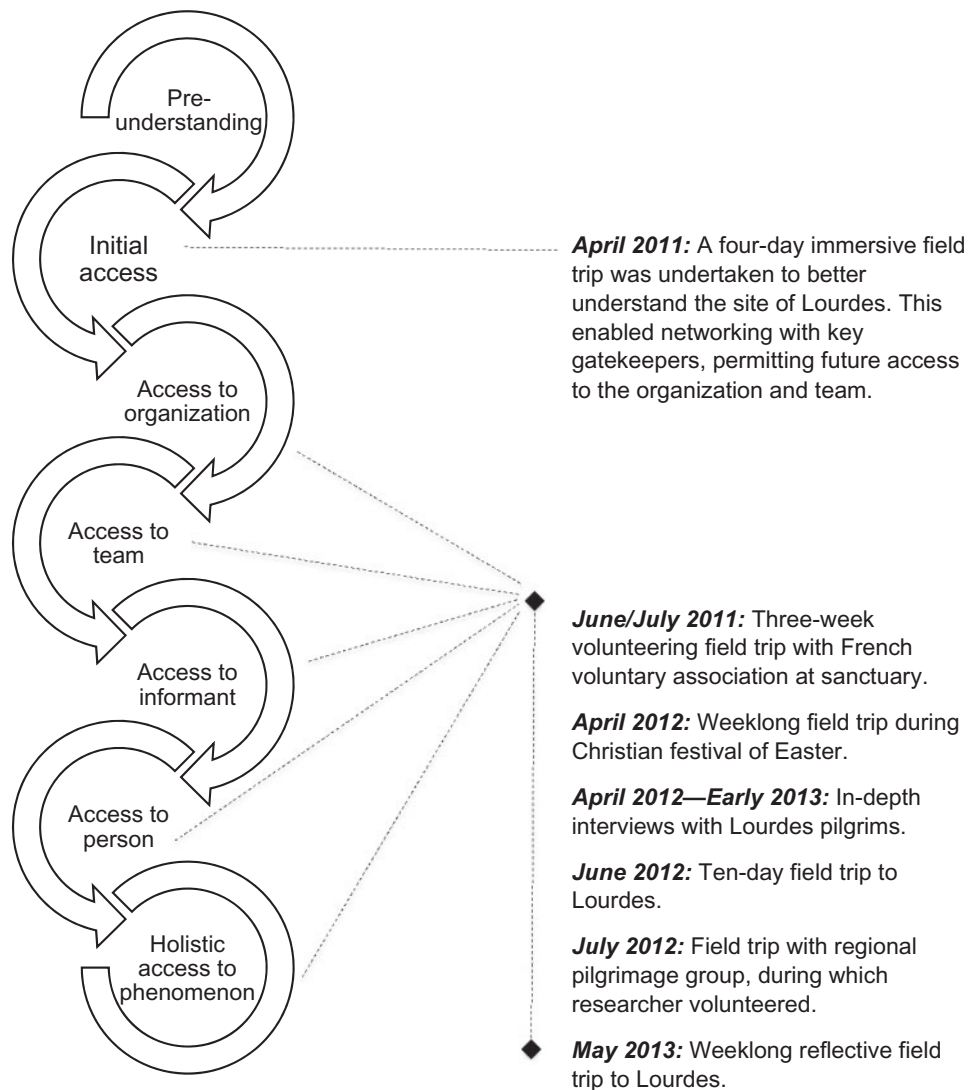 Pre-
understanding
Initial
access
Access to
organization
Access to
team
Access to
informant
Access to
person
Holistic
access to
phenomenon
April 2011: A four-day immersive field
trip was undertaken to better
understand the site of Lourdes. This
enabled networking with key
gatekeepers, permitting future access
to the organization and team.
June/July 2011: Three-week
volunteering field trip with French
voluntary association at sanctuary.
April 2012: Weeklong field trip during
Christian festival of Easter.
April 2012—Early 2013: In-depth
interviews with Lourdes pilgrims.
June 2012: Ten-day field trip to
Lourdes.
July 2012: Field trip with regional
pilgrimage group, during which
researcher volunteered.
May 2013: Weeklong reflective field
trip to Lourdes.